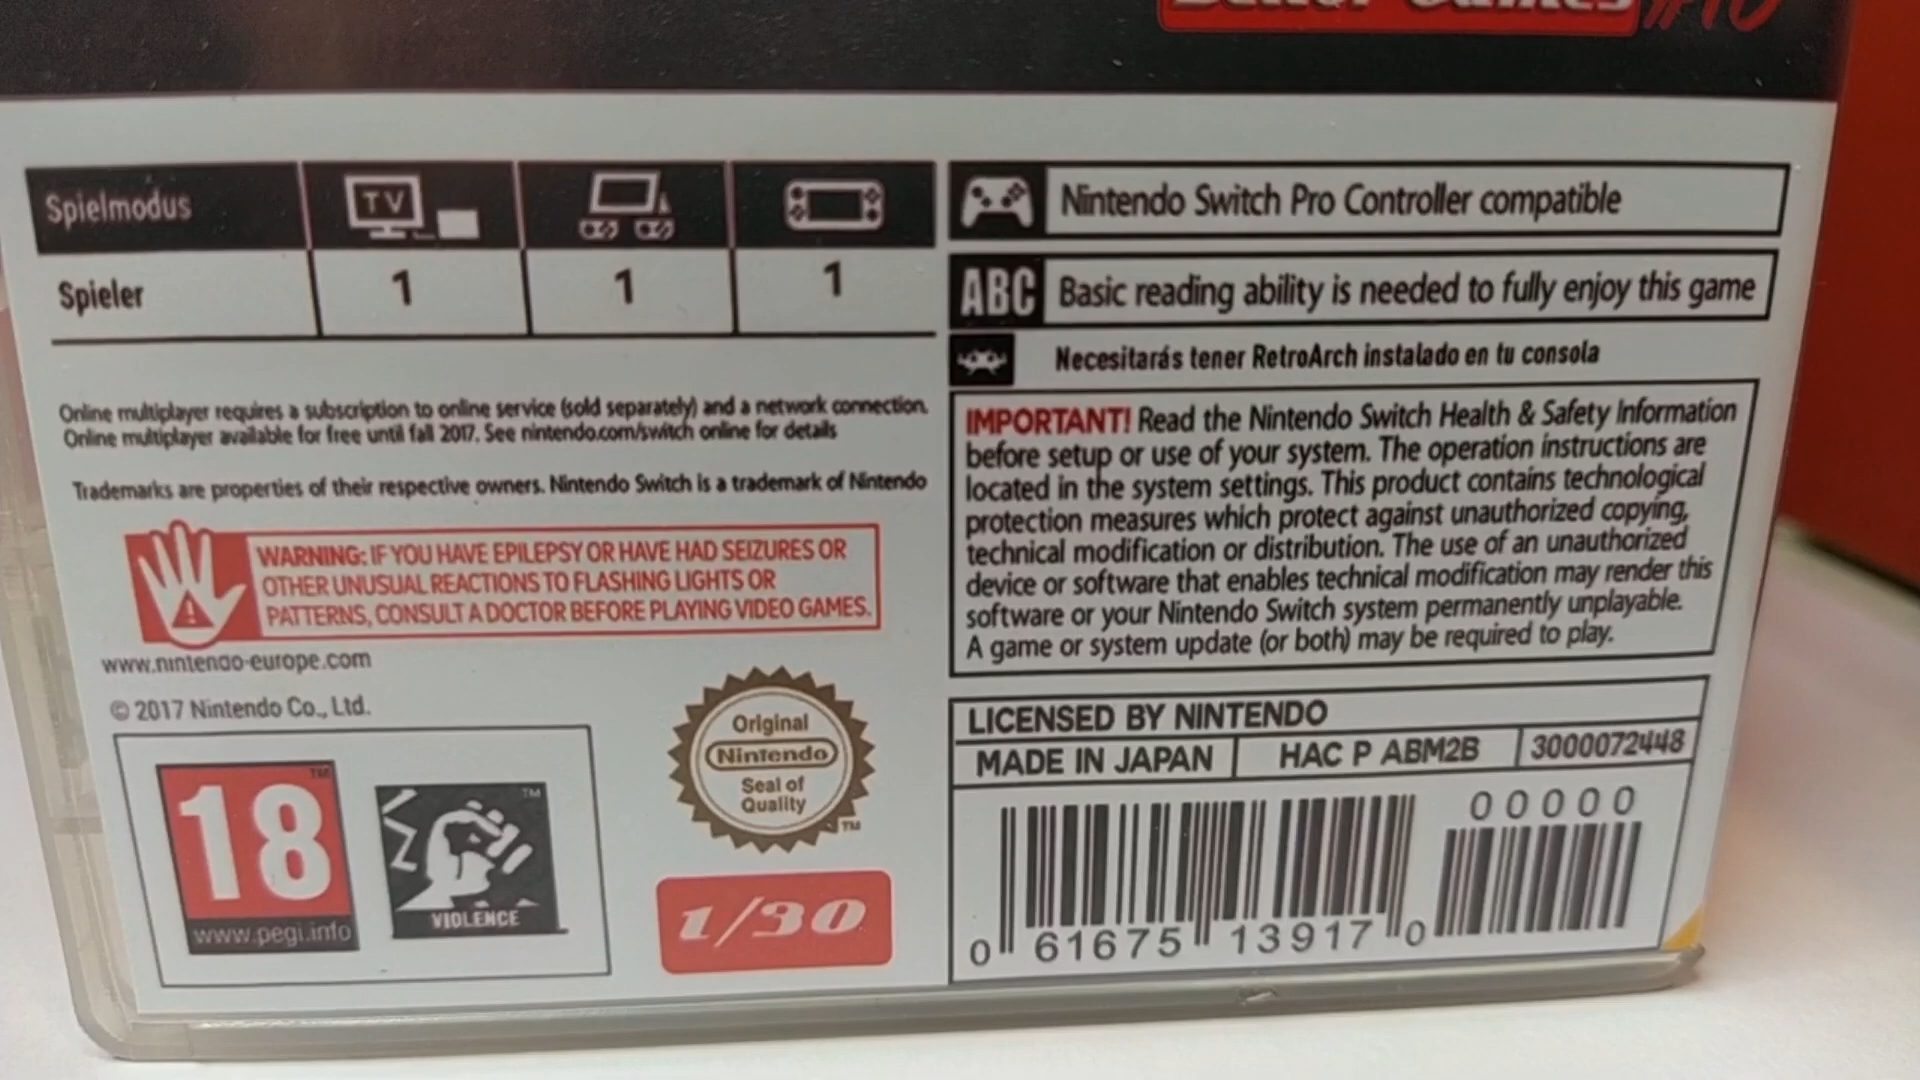 Better Games #10
Spielmodus TV
Spieler 1 1 1
Nintendo Switch Pro Controller compatible
ABC Basic reading ability is needed to fully enjoy this game
Necesitarás tener RetroArch instalado en tu consola
Online multiplayer requires a subscription to online service (sold separately) and a network connection.
Online multiplayer available for free until fall 2017. See nintendo.com/switch online for details
Trademarks are properties of their respective owners. Nintendo Switch is a trademark of Nintendo
WARNING: IF YOU HAVE EPILEPSY OR HAVE HAD SEIZURES OR
OTHER UNUSUAL REACTIONS TO FLASHING LIGHTS OR
PATTERNS, CONSULT A DOCTOR BEFORE PLAYING VIDEO GAMES.
www.nintendo-europe.com
© 2017 Nintendo Co., Ltd.
18
www.pegi.info
VIOLENCE
Original
Nintendo
Seal of
Quality
1/30
IMPORTANT! Read the Nintendo Switch Health & Safety Information
before setup or use of your system. The operation instructions are
located in the system settings. This product contains technological
protection measures which protect against unauthorized copying,
technical modification or distribution. The use of an unauthorized
device or software that enables technical modification may render this
software or your Nintendo Switch system permanently unplayable.
A game or system update (or both) may be required to play.
LICENSED BY NINTENDO
MADE IN JAPAN HAC P ABM2B 3000072448
00000
0 61675 13917 0